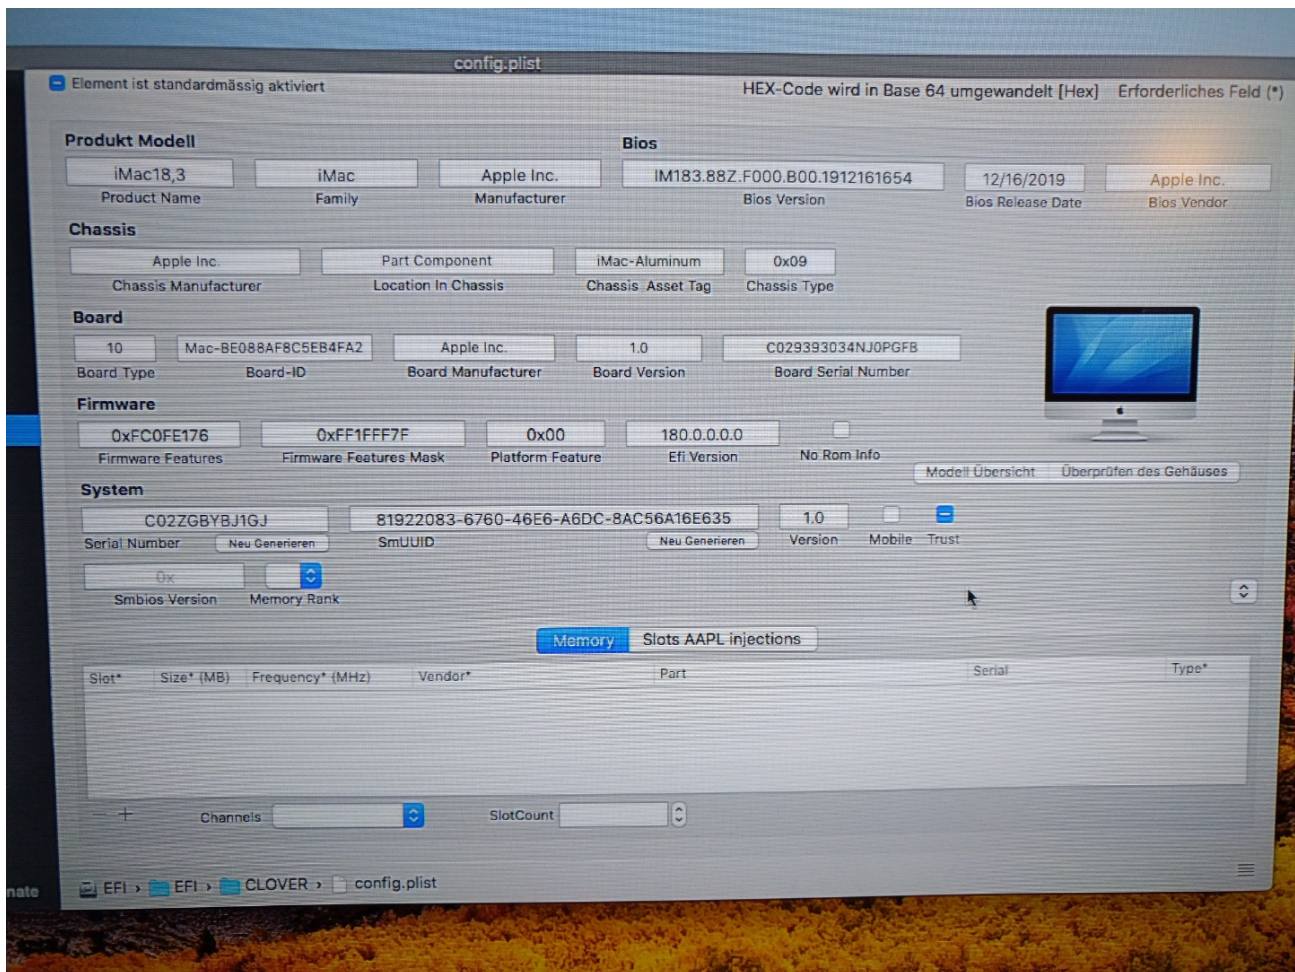 config.plist
Element ist standardmässig aktiviert HEX-Code wird in Base 64 umgewandelt [Hex] Erforderliches Feld (*)
Produkt Modell Bios
iMac18,3 iMac Apple Inc. IM183.88Z.F000.B00.1912161654 12/16/2019 Apple Inc.
Product Name Family Manufacturer Bios Version Bios Release Date Bios Vendor
Chassis
Apple Inc. Part Component iMac-Aluminum 0x09
Chassis Manufacturer Location In Chassis Chassis Asset Tag Chassis Type
Board
10 Mac-BE088AF8C5EB4FA2 Apple Inc. 1.0 C029393034NJ0PGFB
Board Type Board-ID Board Manufacturer Board Version Board Serial Number
Firmware
0xFC0FE176 0xFF1FFF7F 0x00 180.0.0.0.0
Firmware Features Firmware Features Mask Platform Feature Efi Version No Rom Info
Modell Übersicht Überprüfen des Gehäuses
System
C02ZGBYBJ1GJ 81922083-6760-46E6-A6DC-8AC56A16E635 1.0
Serial Number Neu Generieren SmUUID Neu Generieren Version Mobile Trust
0x
Smbios Version Memory Rank
Memory Slots AAPL injections
Slot* Size* (MB) Frequency* (MHz) Vendor* Part Serial Type*
Channels SlotCount
EFI › EFI › CLOVER › config.plist
nate